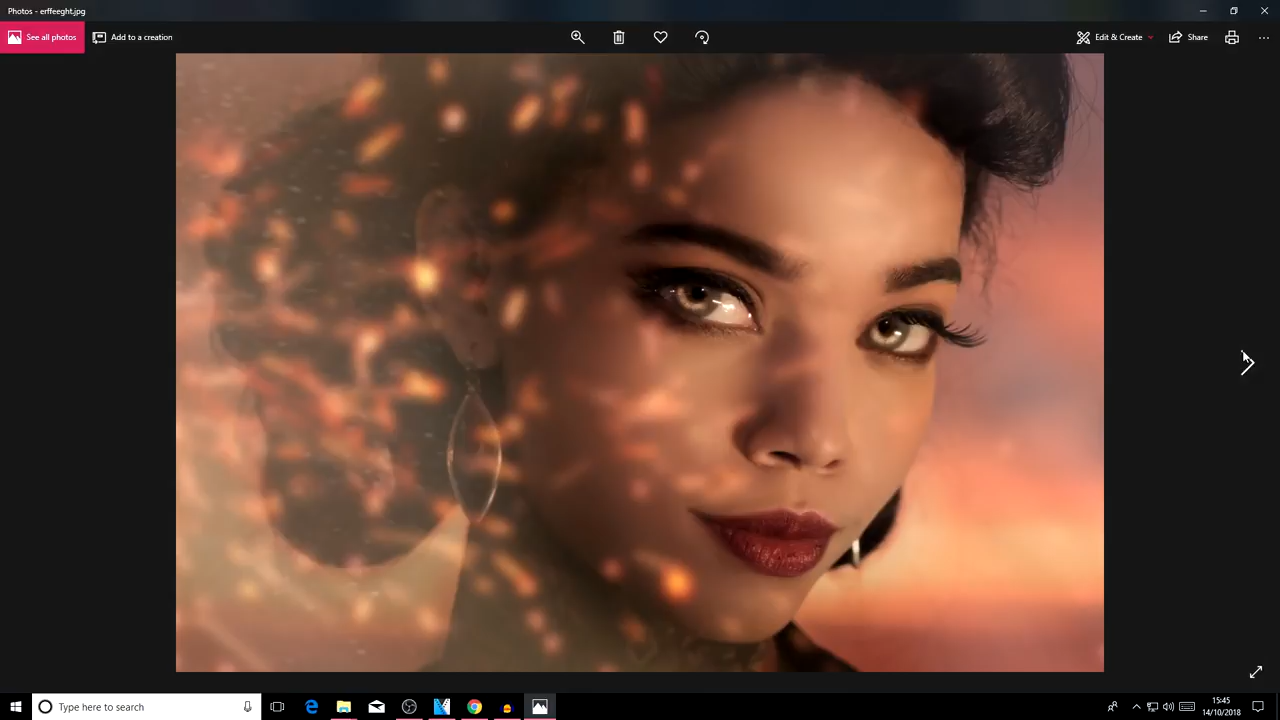 Photos - erffeeght.jpg
See all photos
Add to a creation
Edit & Create
Share
Type here to search
15:45
14/10/2018